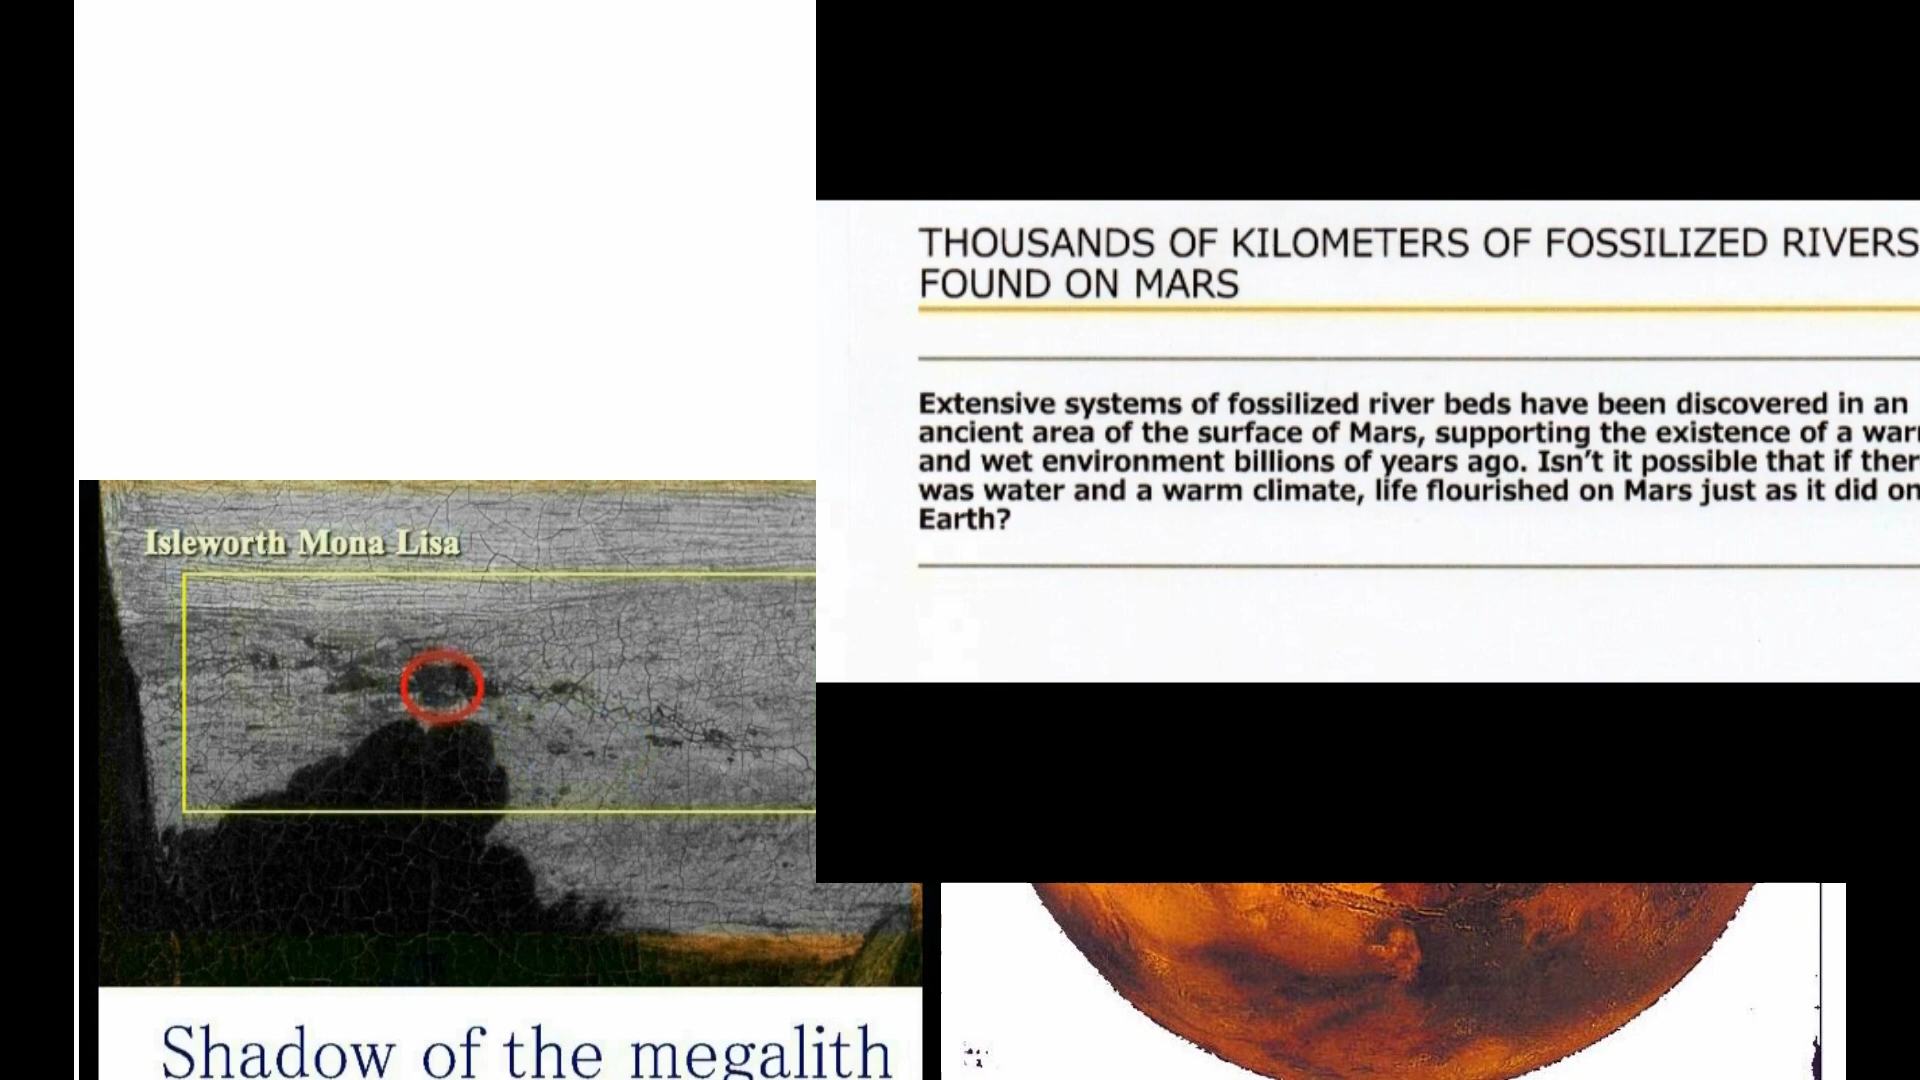 THOUSANDS OF KILOMETERS OF FOSSILIZED RIVERS
FOUND ON MARS
Extensive systems of fossilized river beds have been discovered in an
ancient area of the surface of Mars, supporting the existence of a
and wet environment billions of years ago. Isn't it possible that if
was water and a warm climate, life flourished on Mars just as it did on
Earth?
Isleworth Mona Lisa
Shadow of the megalith